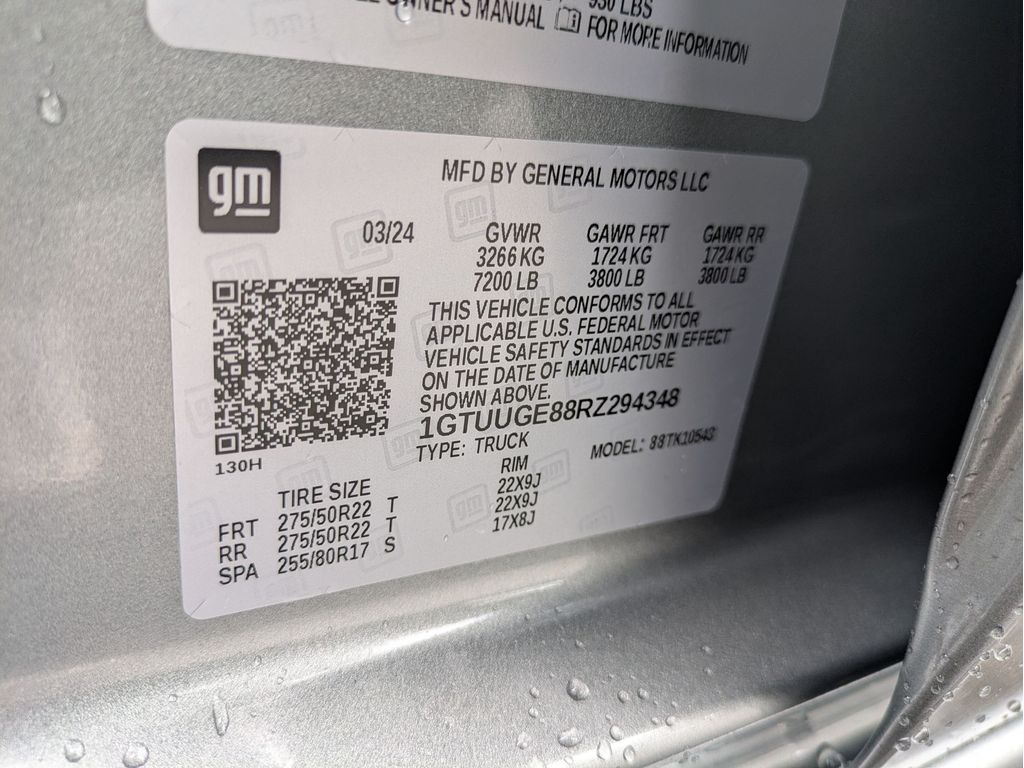 OWNER'S MANUAL FOR MORE INFORMATION
gm
MFD BY GENERAL MOTORS LLC
03/24 GVWR GAWR FRT GAWR RR
3266 KG 1724 KG 1724 KG
7200 LB 3800 LB 3800 LB
THIS VEHICLE CONFORMS TO ALL
APPLICABLE U.S. FEDERAL MOTOR
VEHICLE SAFETY STANDARDS IN EFFECT
ON THE DATE OF MANUFACTURE
SHOWN ABOVE.
1GTUUGE88RZ294348
TYPE: TRUCK MODEL: 88TK10543
130H
TIRE SIZE RIM
FRT 275/50R22 T 22X9J
RR 275/50R22 T 22X9J
SPA 255/80R17 S 17X8J